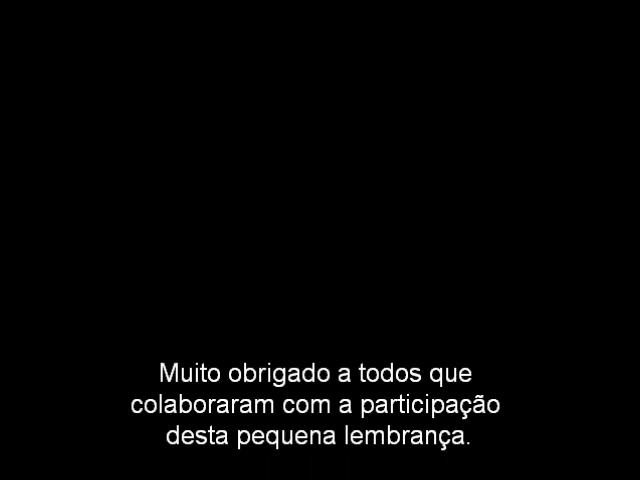 Muito obrigado a todos que
colaboraram com a participação
desta pequena lembrança.